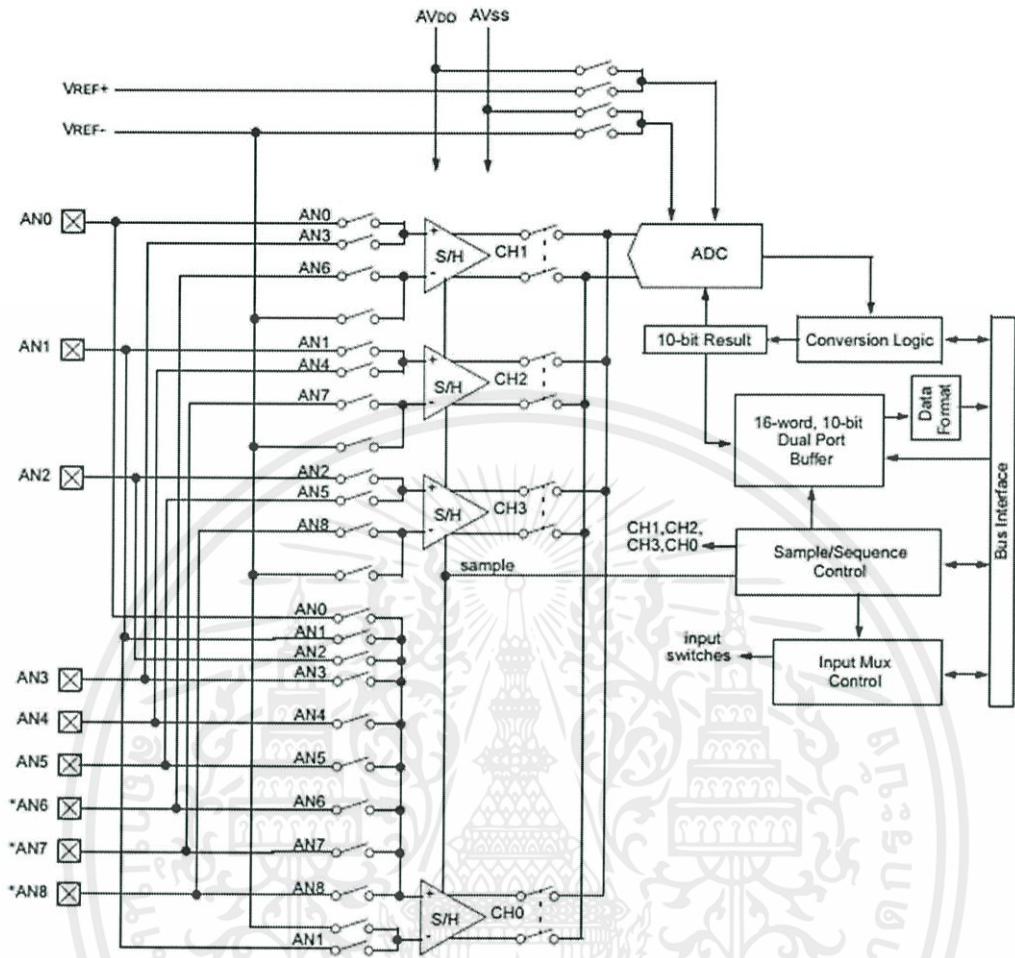 AVDD AVSS
VREF+
VREF-
AN0
AN0
AN3
AN6
+
-
S/H
CH1
ADC
10-bit Result
Conversion Logic
AN1
AN1
AN4
AN7
+
-
S/H
CH2
16-word, 10-bit
Dual Port
Buffer
Data
Format
AN2
AN2
AN5
AN8
+
-
S/H
CH3
CH1,CH2,
CH3,CH0
Sample/Sequence
Control
Bus Interface
sample
AN0
AN1
AN2
AN3
input
switches
Input Mux
Control
AN3
AN4
AN4
AN5
AN5
*AN6
AN6
*AN7
AN7
*AN8
AN8
+
-
S/H
CH0
AN1